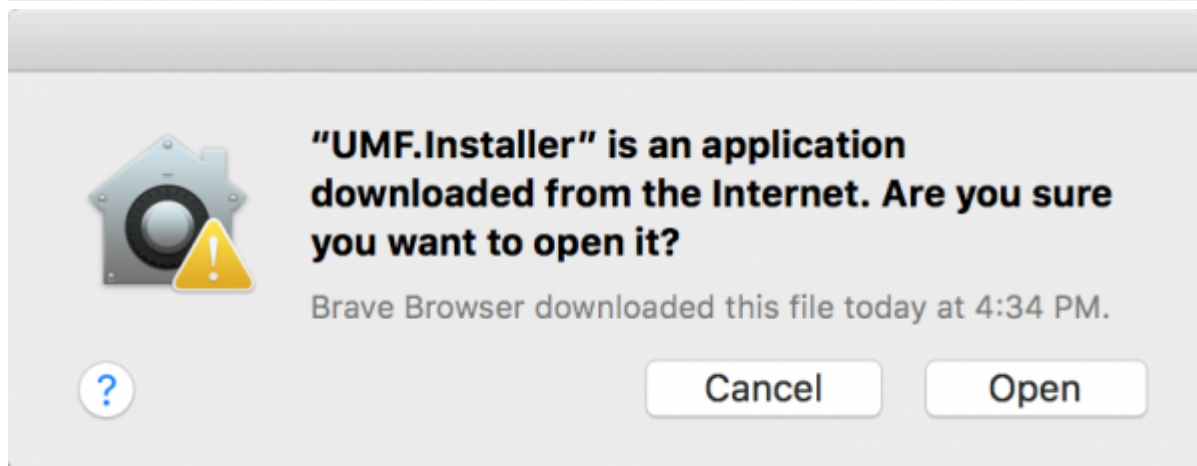 “UMF.Installer” is an application
downloaded from the Internet. Are you sure
you want to open it?
Brave Browser downloaded this file today at 4:34 PM.
?
Cancel
Open